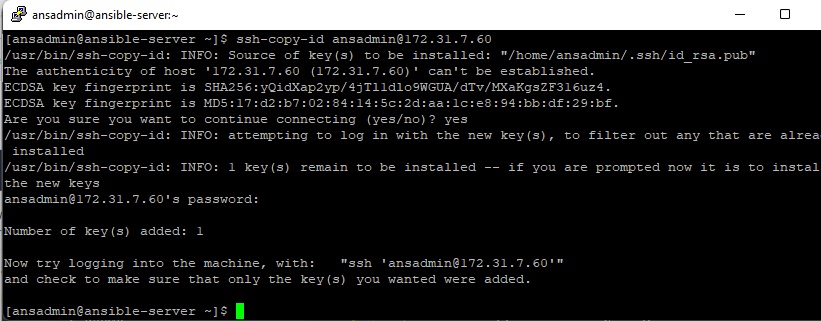 ansadmin@ansible-server:~
[ansadmin@ansible-server ~]$ ssh-copy-id ansadmin@172.31.7.60
/usr/bin/ssh-copy-id: INFO: Source of key(s) to be installed: "/home/ansadmin/.ssh/id_rsa.pub"
The authenticity of host '172.31.7.60 (172.31.7.60)' can't be established.
ECDSA key fingerprint is SHA256:yQidXap2yp/4jTlldlo9WGUA/dTv/MXaKgsZF316uz4.
ECDSA key fingerprint is MD5:17:d2:b7:02:84:14:5c:2d:aa:1c:e8:94:bb:df:29:bf.
Are you sure you want to continue connecting (yes/no)? yes
/usr/bin/ssh-copy-id: INFO: attempting to log in with the new key(s), to filter out any that are alrea
installed
/usr/bin/ssh-copy-id: INFO: 1 key(s) remain to be installed -- if you are prompted now it is to instal
the new keys
ansadmin@172.31.7.60's password:
Number of key(s) added: 1
Now try logging into the machine, with:   "ssh 'ansadmin@172.31.7.60'"
and check to make sure that only the key(s) you wanted were added.
[ansadmin@ansible-server ~]$